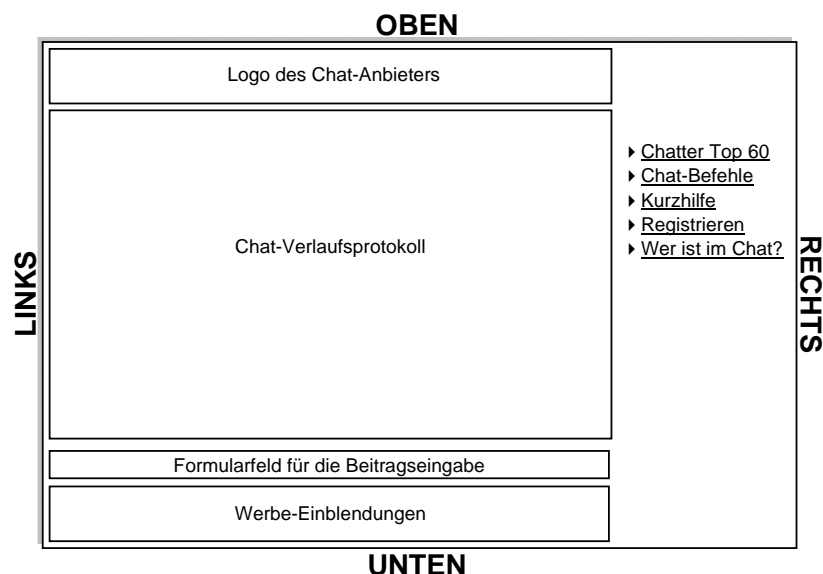 OBEN
Logo des Chat-Anbieters
Chatter Top 60
Chat-Befehle
Kurzhilfe
Registrieren
Wer ist im Chat?
Chat-Verlaufsprotokoll
LINKS
RECHTS
Formularfeld für die Beitragseingabe
Werbe-Einblendungen
UNTEN